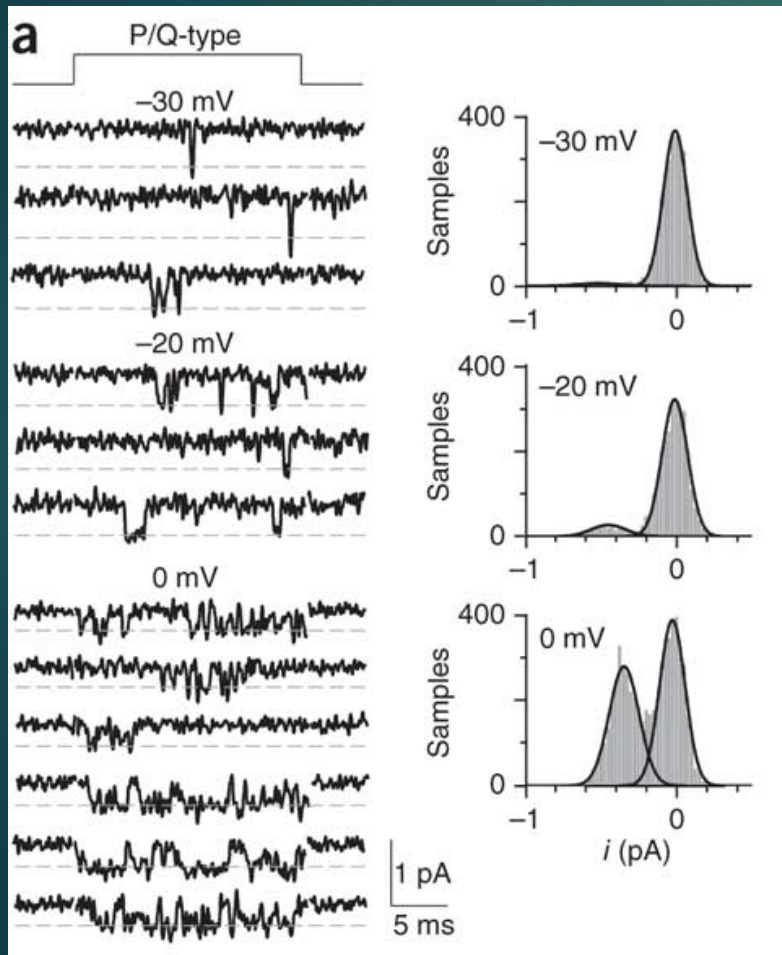 a
P/Q-type
–30 mV
–20 mV
0 mV
1 pA
5 ms
400
–30 mV
Samples
0
–1
0
400
–20 mV
Samples
0
–1
0
400
0 mV
Samples
0
–1
0
i (pA)